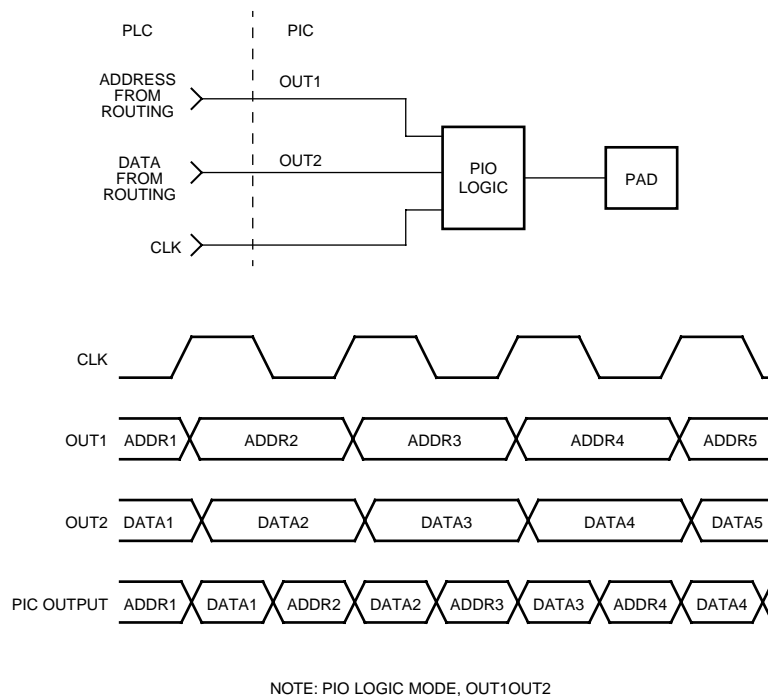 PLC PIC
ADDRESS
FROM
ROUTING
OUT1
DATA
FROM
ROUTING
OUT2
CLK
PIO
LOGIC
PAD
CLK
OUT1 ADDR1 ADDR2 ADDR3 ADDR4 ADDR5
OUT2 DATA1 DATA2 DATA3 DATA4 DATA5
PIC OUTPUT ADDR1 DATA1 ADDR2 DATA2 ADDR3 DATA3 ADDR4 DATA4
NOTE: PIO LOGIC MODE, OUT1OUT2